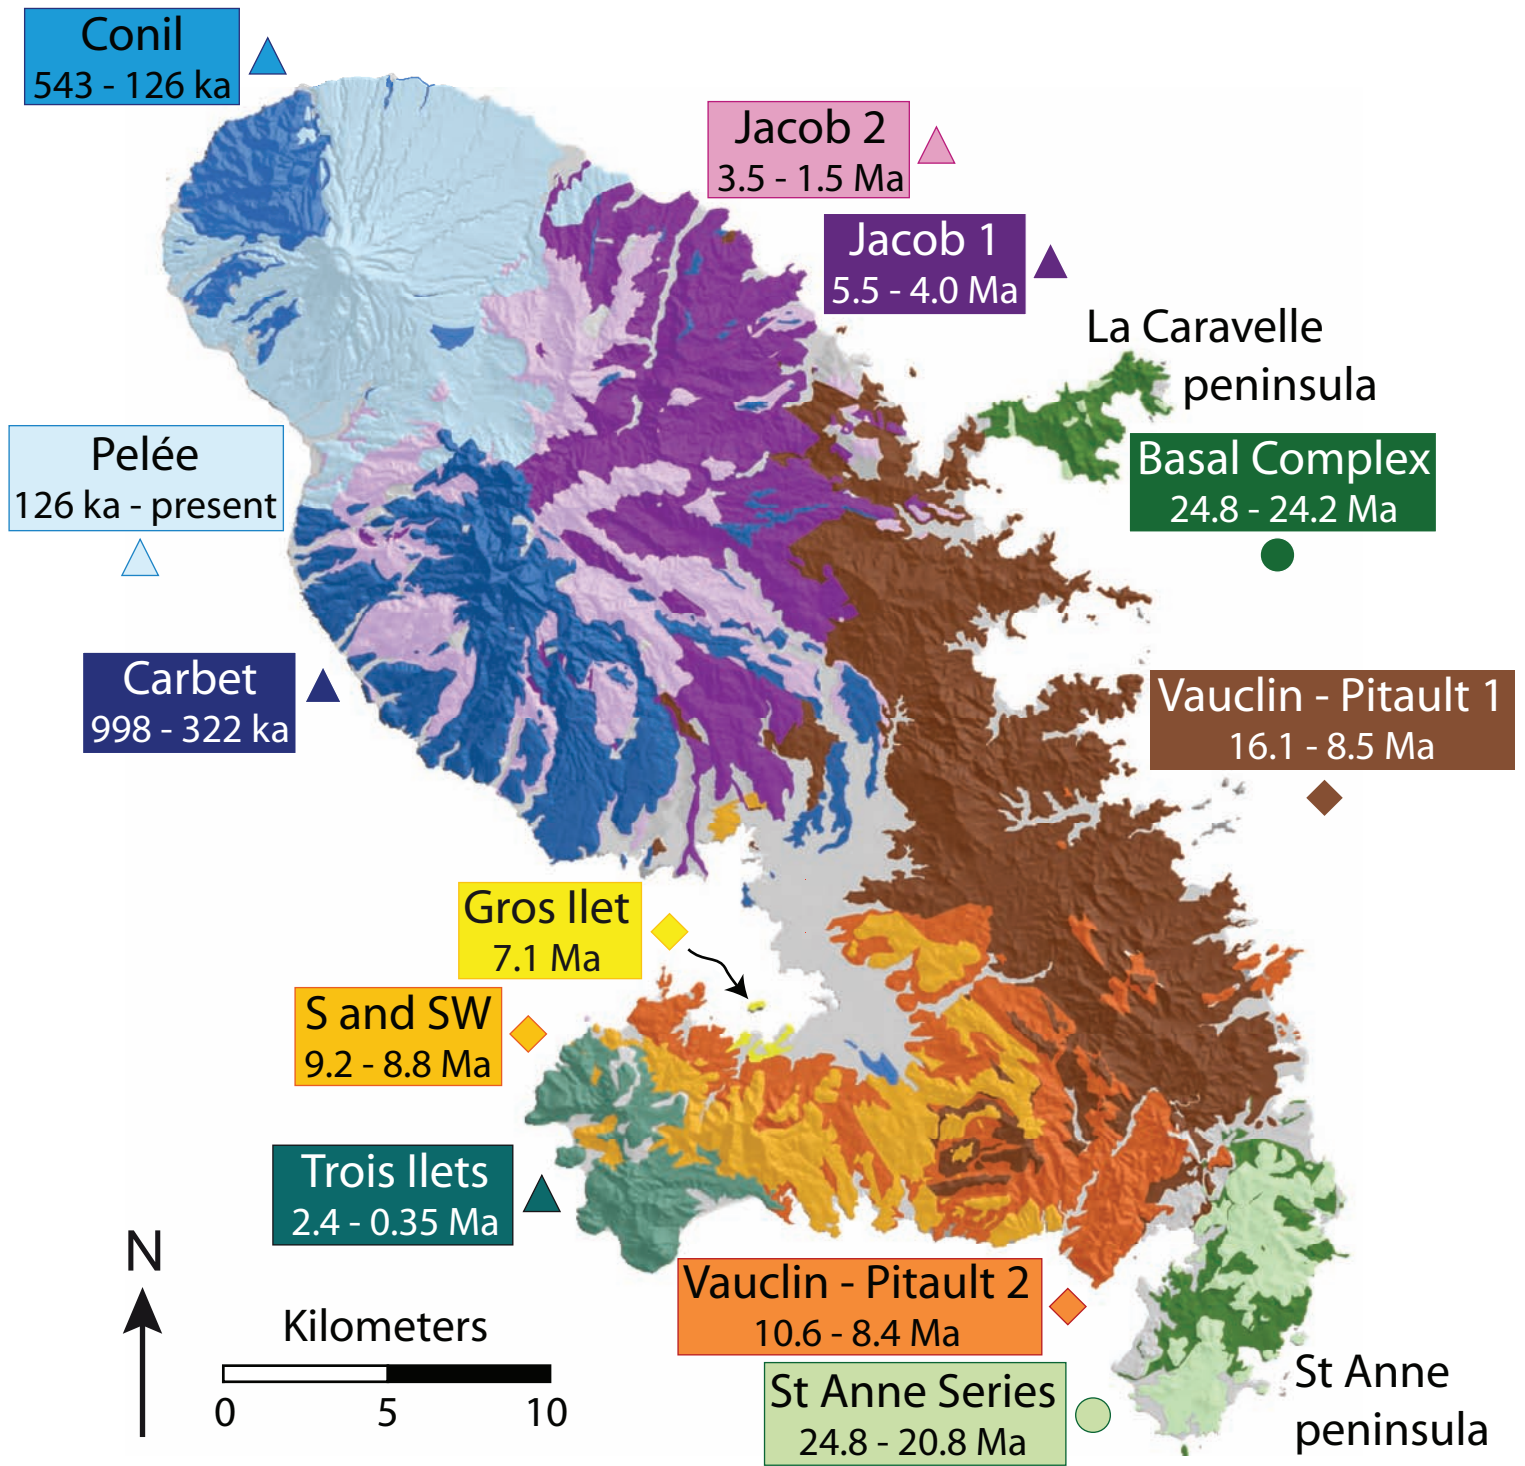 Conil
543 - 126 ka
Jacob 2
3.5 - 1.5 Ma
Jacob 1
5.5 - 4.0 Ma
La Caravelle
peninsula
Pelée
126 ka - present
Basal Complex
24.8 - 24.2 Ma
Carbet
998 - 322 ka
Vauclin - Pitault 1
16.1 - 8.5 Ma
Gros Ilet
7.1 Ma
S and SW
9.2 - 8.8 Ma
Trois Ilets
2.4 - 0.35 Ma
N
Vauclin - Pitault 2
10.6 - 8.4 Ma
Kilometers
0 5 10
St Anne Series
24.8 - 20.8 Ma
St Anne
peninsula